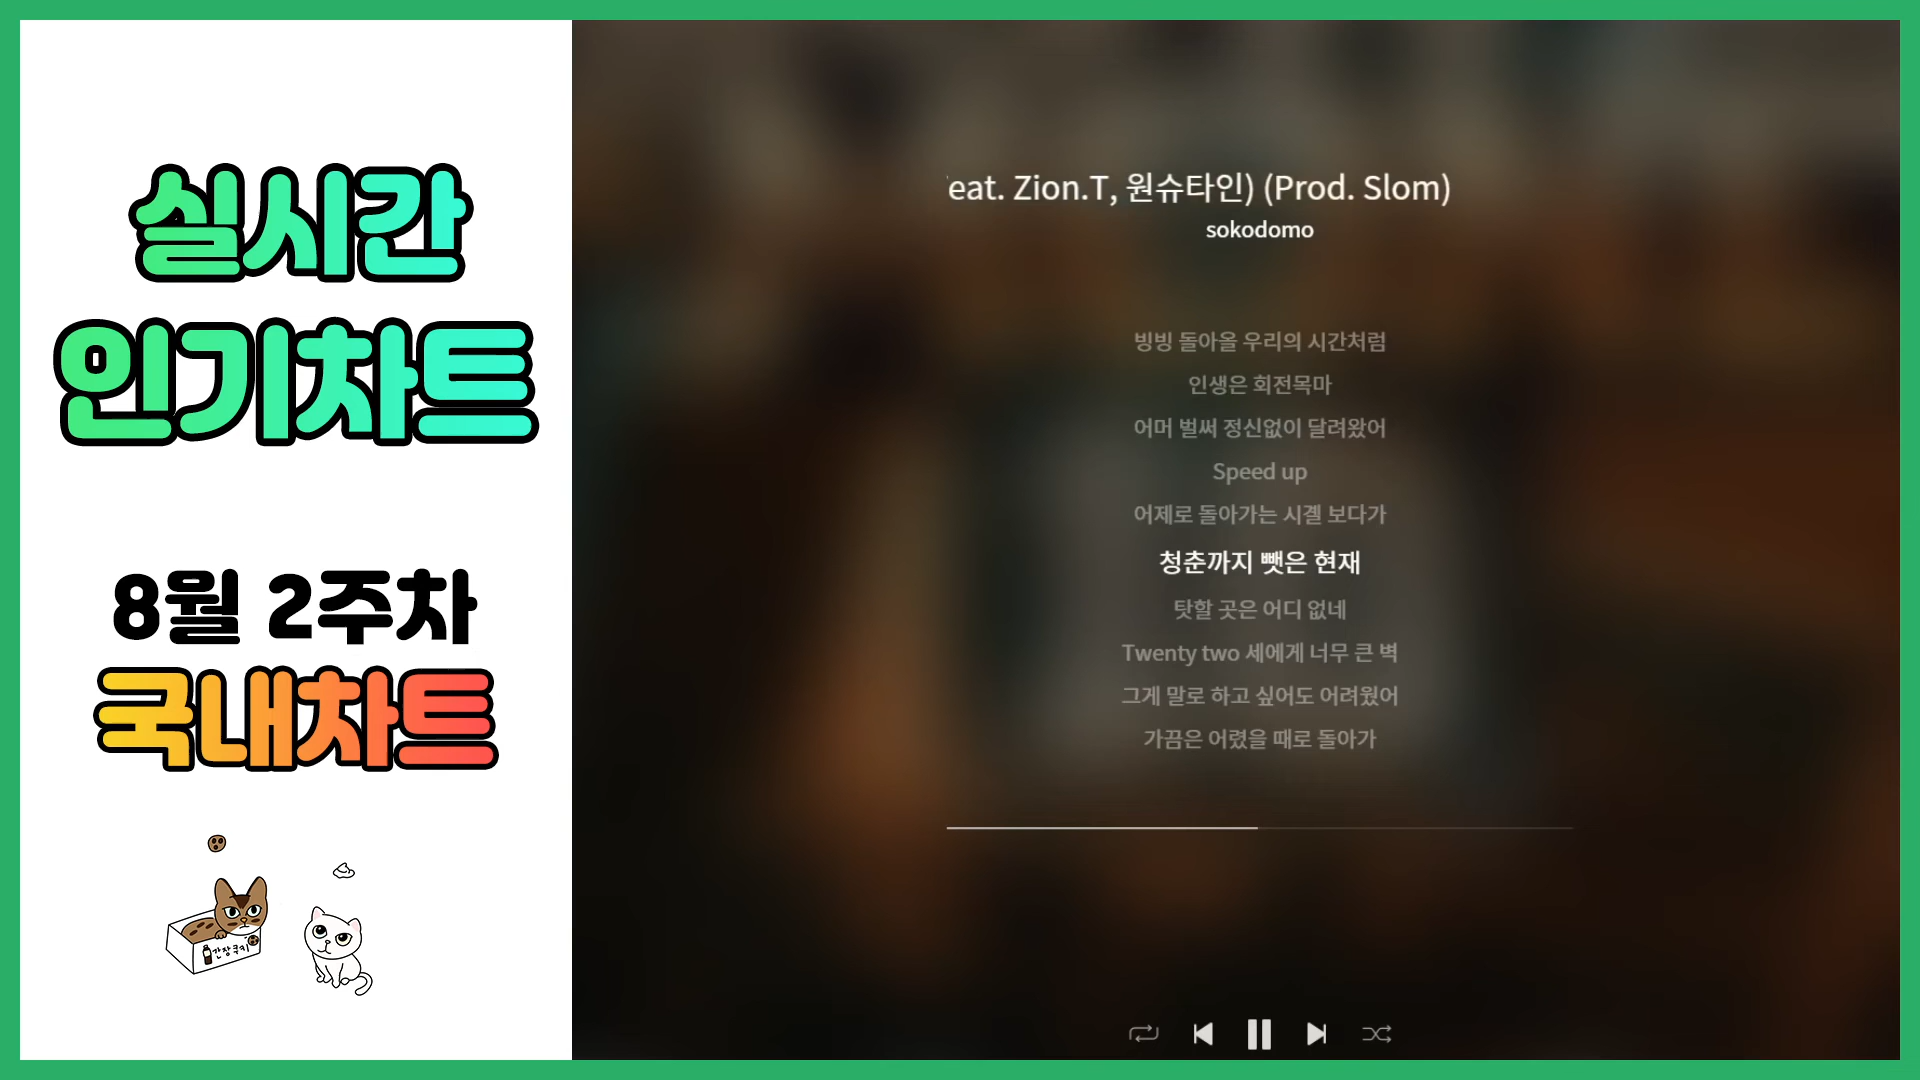 실시간
인기차트
8월 2주차
국내차트
간장쿠키
eat. Zion.T, 원슈타인) (Prod. Slom)
sokodomo
빙빙 돌아올 우리의 시간처럼
인생은 회전목마
어머 벌써 정신없이 달려왔어
Speed up
어제로 돌아가는 시곌 보다가
청춘까지 뺏은 현재
탓할 곳은 어디 없네
Twenty two 세에게 너무 큰 벽
그게 말로 하고 싶어도 어려웠어
가끔은 어렸을 때로 돌아가